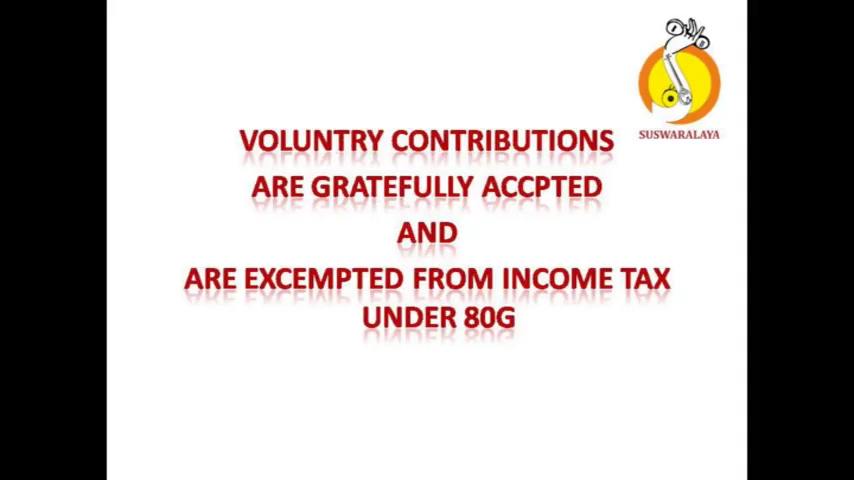 SUSWARALAYA
VOLUNTRY CONTRIBUTIONS
ARE GRATEFULLY ACCPTED
AND
ARE EXCEMPTED FROM INCOME TAX
UNDER 80G